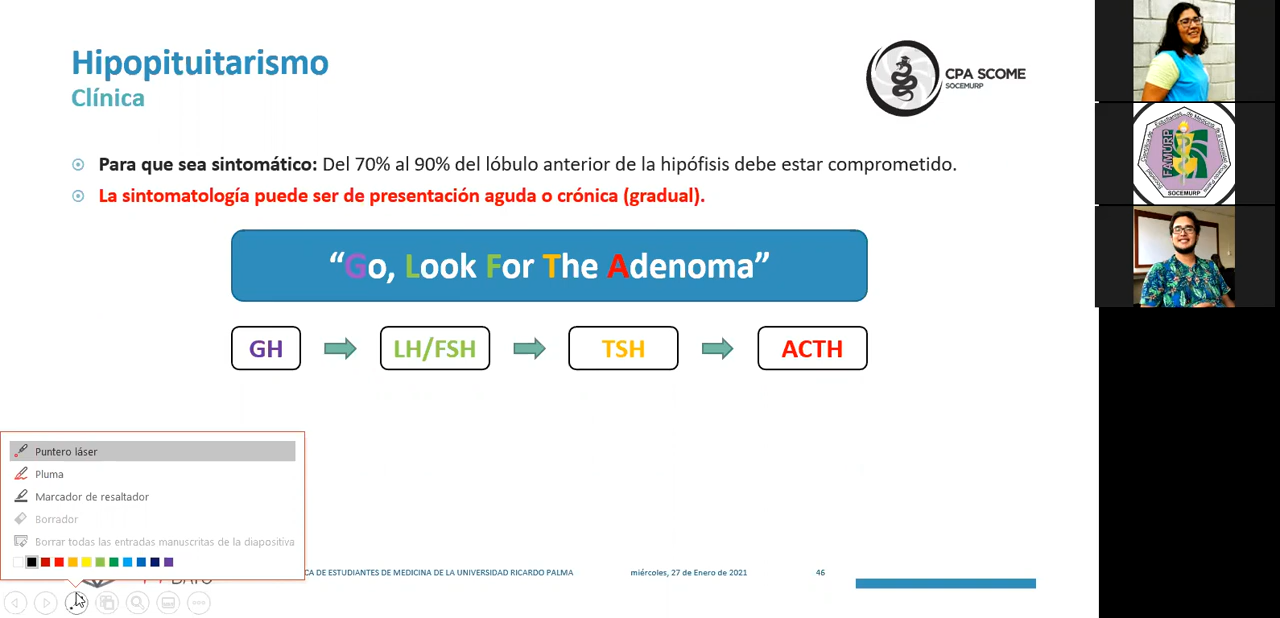 Hipopituitarismo
Clínica
CPA SCOME
SOCEMURP
Para que sea sintomático: Del 70% al 90% del lóbulo anterior de la hipófisis debe estar comprometido.
La sintomatología puede ser de presentación aguda o crónica (gradual).
“Go, Look For The Adenoma”
GH
LH/FSH
TSH
ACTH
Puntero láser
Pluma
Marcador de resaltador
Borrador
Borrar todas las entradas manuscritas de la diapositiva
CA DE ESTUDIANTES DE MEDICINA DE LA UNIVERSIDAD RICARDO PALMA
miércoles, 27 de Enero de 2021
46
FAMURP
SOCEMURP